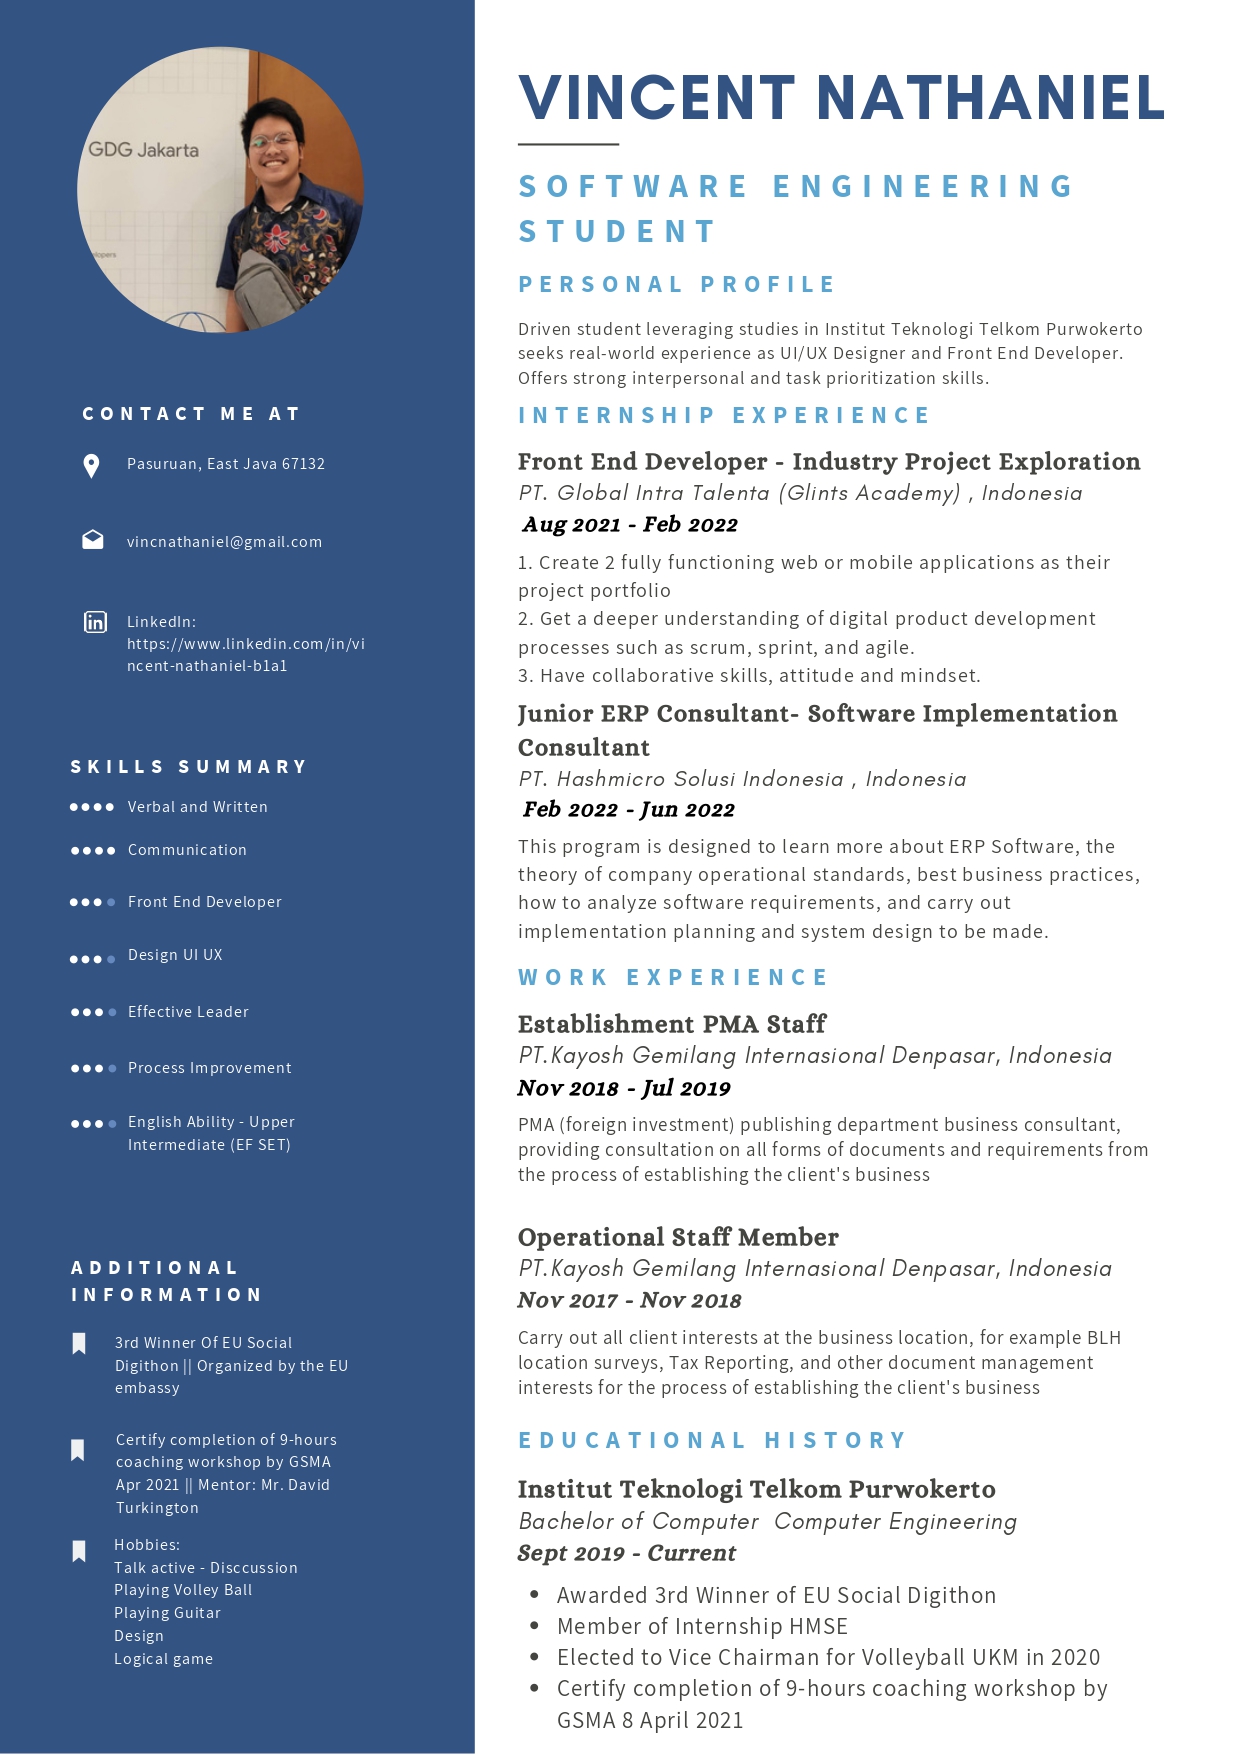 GDG Jakarta
CONTACT ME AT
Pasuruan, East Java 67132
vincnathaniel@gmail.com
LinkedIn:
https://www.linkedin.com/in/vi
ncent-nathaniel-b1a1
SKILLS SUMMARY
Verbal and Written
Communication
Front End Developer
Design UI UX
Effective Leader
Process Improvement
English Ability - Upper
Intermediate (EF SET)
ADDITIONAL
INFORMATION
3rd Winner Of EU Social
Digithon || Organized by the EU
embassy
Certify completion of 9-hours
coaching workshop by GSMA
Apr 2021 || Mentor: Mr. David
Turkington
Hobbies:
Talk active - Disccussion
Playing Volley Ball
Playing Guitar
Design
Logical game
VINCENT NATHANIEL
SOFTWARE ENGINEERING
STUDENT
PERSONAL PROFILE
Driven student leveraging studies in Institut Teknologi Telkom Purwokerto
seeks real-world experience as UI/UX Designer and Front End Developer.
Offers strong interpersonal and task prioritization skills.
INTERNSHIP EXPERIENCE
Front End Developer - Industry Project Exploration
PT. Global Intra Talenta (Glints Academy) , Indonesia
Aug 2021 - Feb 2022
1. Create 2 fully functioning web or mobile applications as their
project portfolio
2. Get a deeper understanding of digital product development
processes such as scrum, sprint, and agile.
3. Have collaborative skills, attitude and mindset.
Junior ERP Consultant- Software Implementation
Consultant
PT. Hashmicro Solusi Indonesia , Indonesia
Feb 2022 - Jun 2022
This program is designed to learn more about ERP Software, the
theory of company operational standards, best business practices,
how to analyze software requirements, and carry out
implementation planning and system design to be made.
WORK EXPERIENCE
Establishment PMA Staff
PT.Kayosh Gemilang Internasional Denpasar, Indonesia
Nov 2018 - Jul 2019
PMA (foreign investment) publishing department business consultant,
providing consultation on all forms of documents and requirements from
the process of establishing the client's business
Operational Staff Member
PT.Kayosh Gemilang Internasional Denpasar, Indonesia
Nov 2017 - Nov 2018
Carry out all client interests at the business location, for example BLH
location surveys, Tax Reporting, and other document management
interests for the process of establishing the client's business
EDUCATIONAL HISTORY
Institut Teknologi Telkom Purwokerto
Bachelor of Computer Computer Engineering
Sept 2019 - Current
• Awarded 3rd Winner of EU Social Digithon
• Member of Internship HMSE
• Elected to Vice Chairman for Volleyball UKM in 2020
• Certify completion of 9-hours coaching workshop by
GSMA 8 April 2021